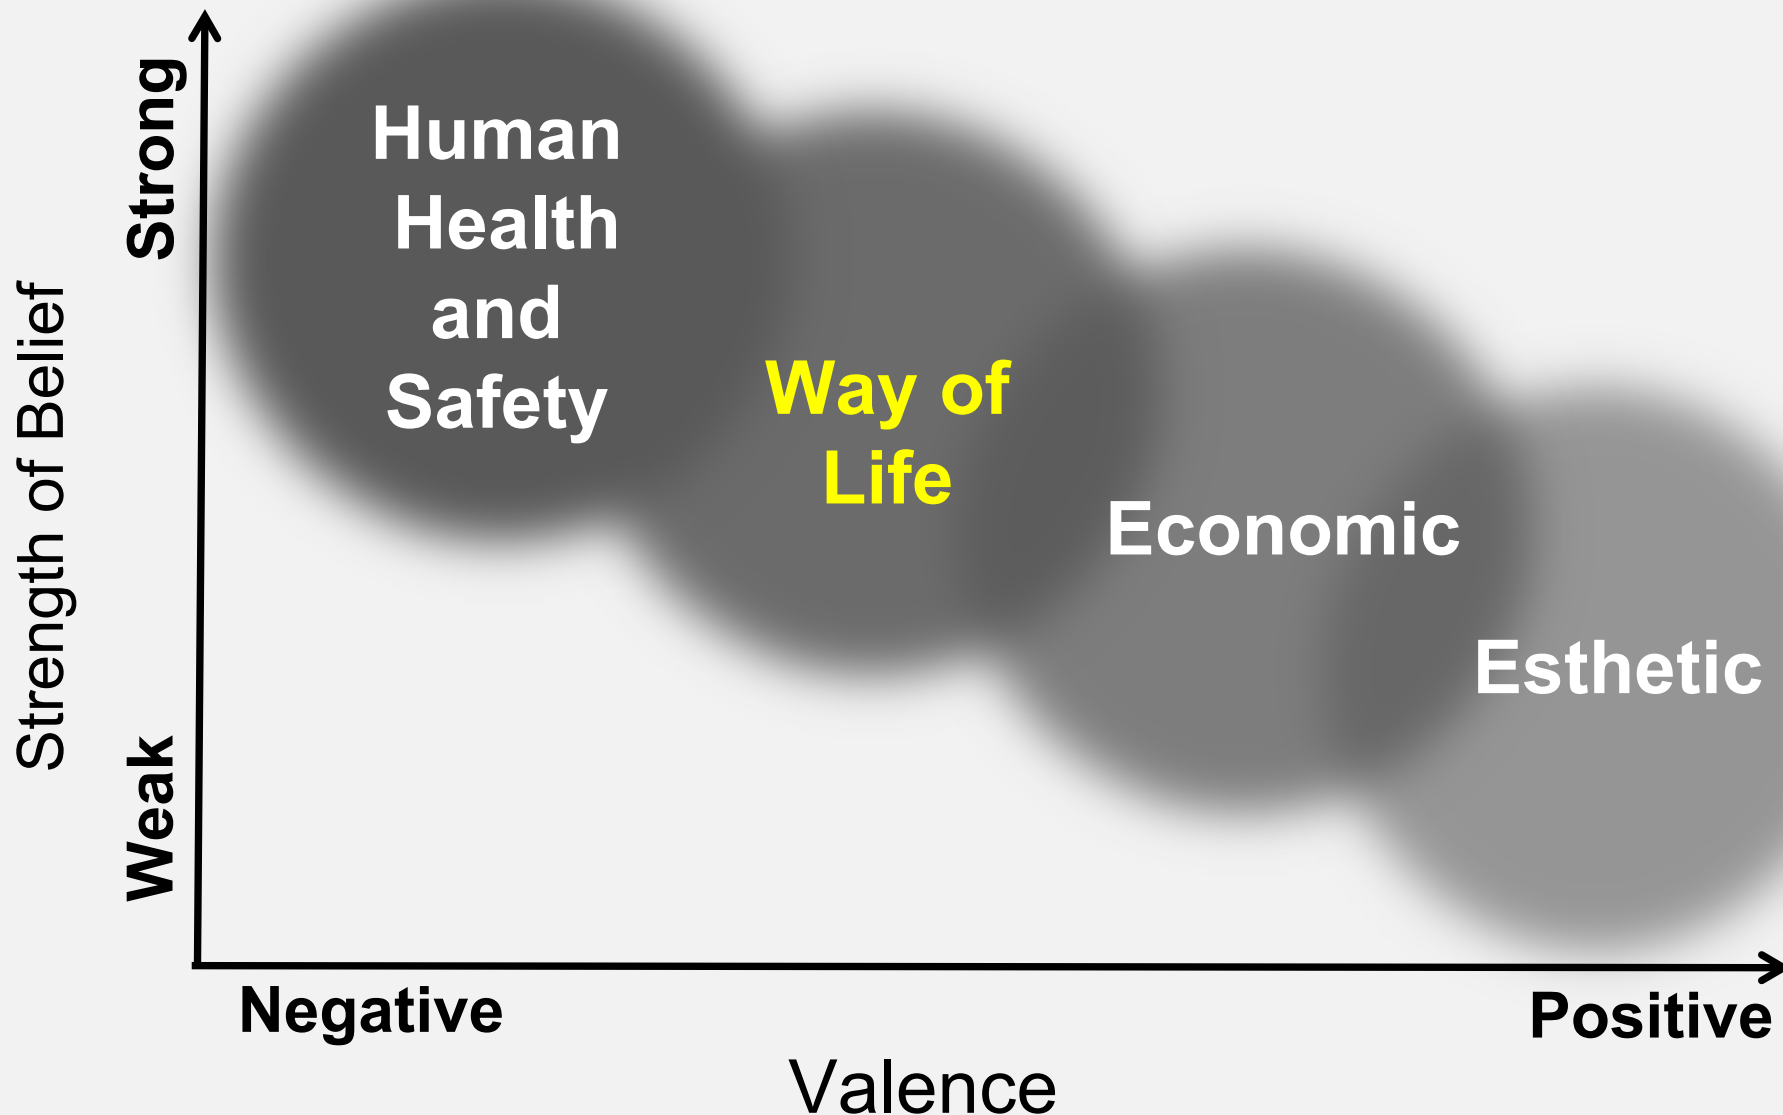 Strength of Belief
Strong
Weak
Human
Health
and
Safety
Way of
Life
Economic
Esthetic
Negative
Positive
Valence